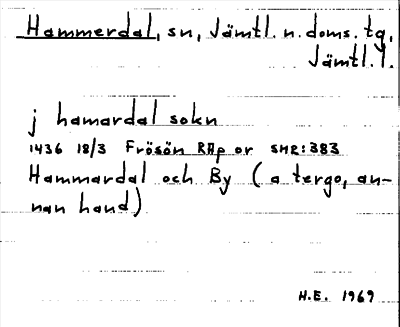 Hammerdal, sn, Jämtl. n. doms. tg,
Jämtl. l.
j hamardal sokn
1436 18/3 Frösön RAp or SMR:383
Hammardal och By (a tergo, an-
nan hand)
H.E. 1969